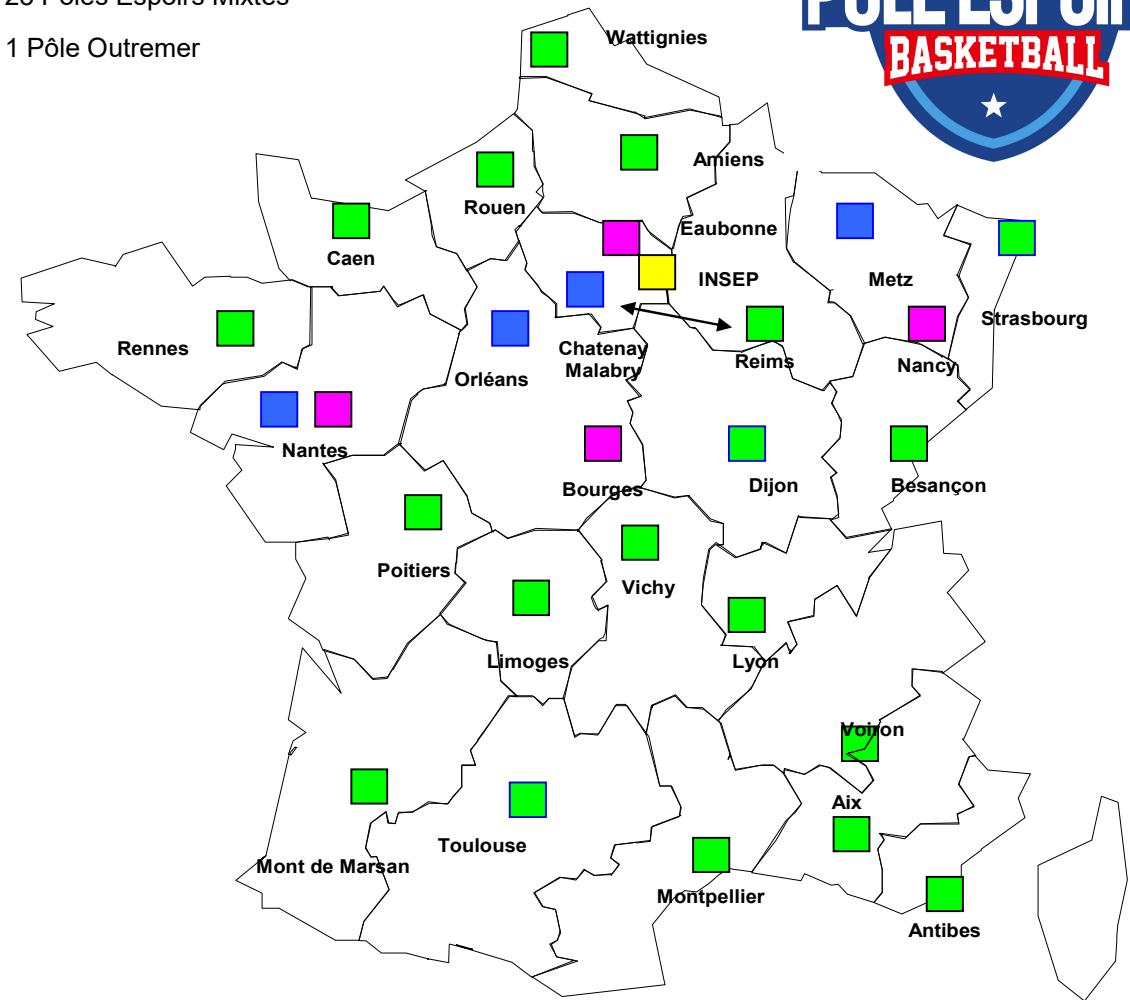 1 Pôle Outremer
BASKETBALL
Wattignies
Amiens
Rouen
Eaubonne
Caen
INSEP
Metz
Strasbourg
Rennes
Chatenay
Malabry
Reims
Nancy
Orléans
Nantes
Bourges
Dijon
Besançon
Poitiers
Vichy
Limoges
Lyon
Voiron
Aix
Toulouse
Mont de Marsan
Montpellier
Antibes